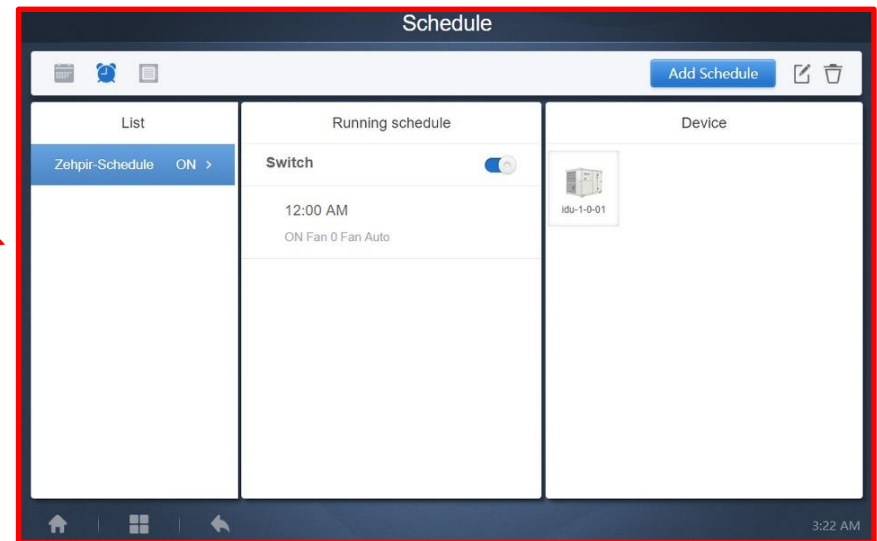 Schedule
Add Schedule
List
Running schedule
Device
Zehpir-Schedule ON >
Switch
12:00 AM
ON Fan 0 Fan Auto
idu-1-0-01
3:22 AM